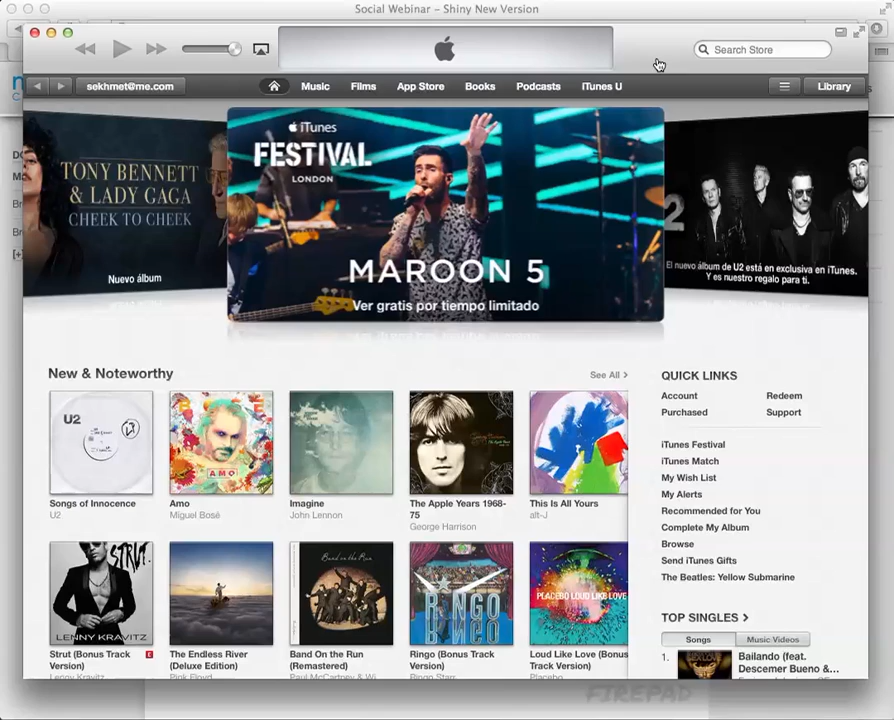 Social Webinar – Shiny New Version
Search Store
sekhmet@me.com
Music
Films
App Store
Books
Podcasts
iTunes U
Library
TONY BENNETT
& LADY GAGA
CHEEK TO CHEEK
Nuevo álbum
iTunes
FESTIVAL
LONDON
MAROON 5
Ver gratis por tiempo limitado
El nuevo álbum de U2 está en exclusiva en iTunes.
Y es nuestro regalo para ti.
New & Noteworthy
See All >
U2
AMO
Songs of Innocence
U2
Amo
Miguel Bosé
Imagine
John Lennon
The Apple Years 1968-
75
George Harrison
This Is All Yours
alt-J
STRUT
LENNY KRAVITZ
Band on the Run
RINGO
PLACEBO LOUD LIKE LOVE
Strut (Bonus Track
Version)
Lenny Kravitz
The Endless River
(Deluxe Edition)
Pink Floyd
Band On the Run
(Remastered)
Paul McCartney & Wi
Ringo (Bonus Track
Version)
Ringo Starr
Loud Like Love
(Bonus Track Version)
Placebo
QUICK LINKS
Account
Redeem
Purchased
Support
iTunes Festival
iTunes Match
My Wish List
My Alerts
Recommended for You
Complete My Album
Browse
Send iTunes Gifts
The Beatles: Yellow Submarine
TOP SINGLES >
Songs
Music Videos
1.
Bailando (feat.
Descemer Bueno &...
FIREPAD